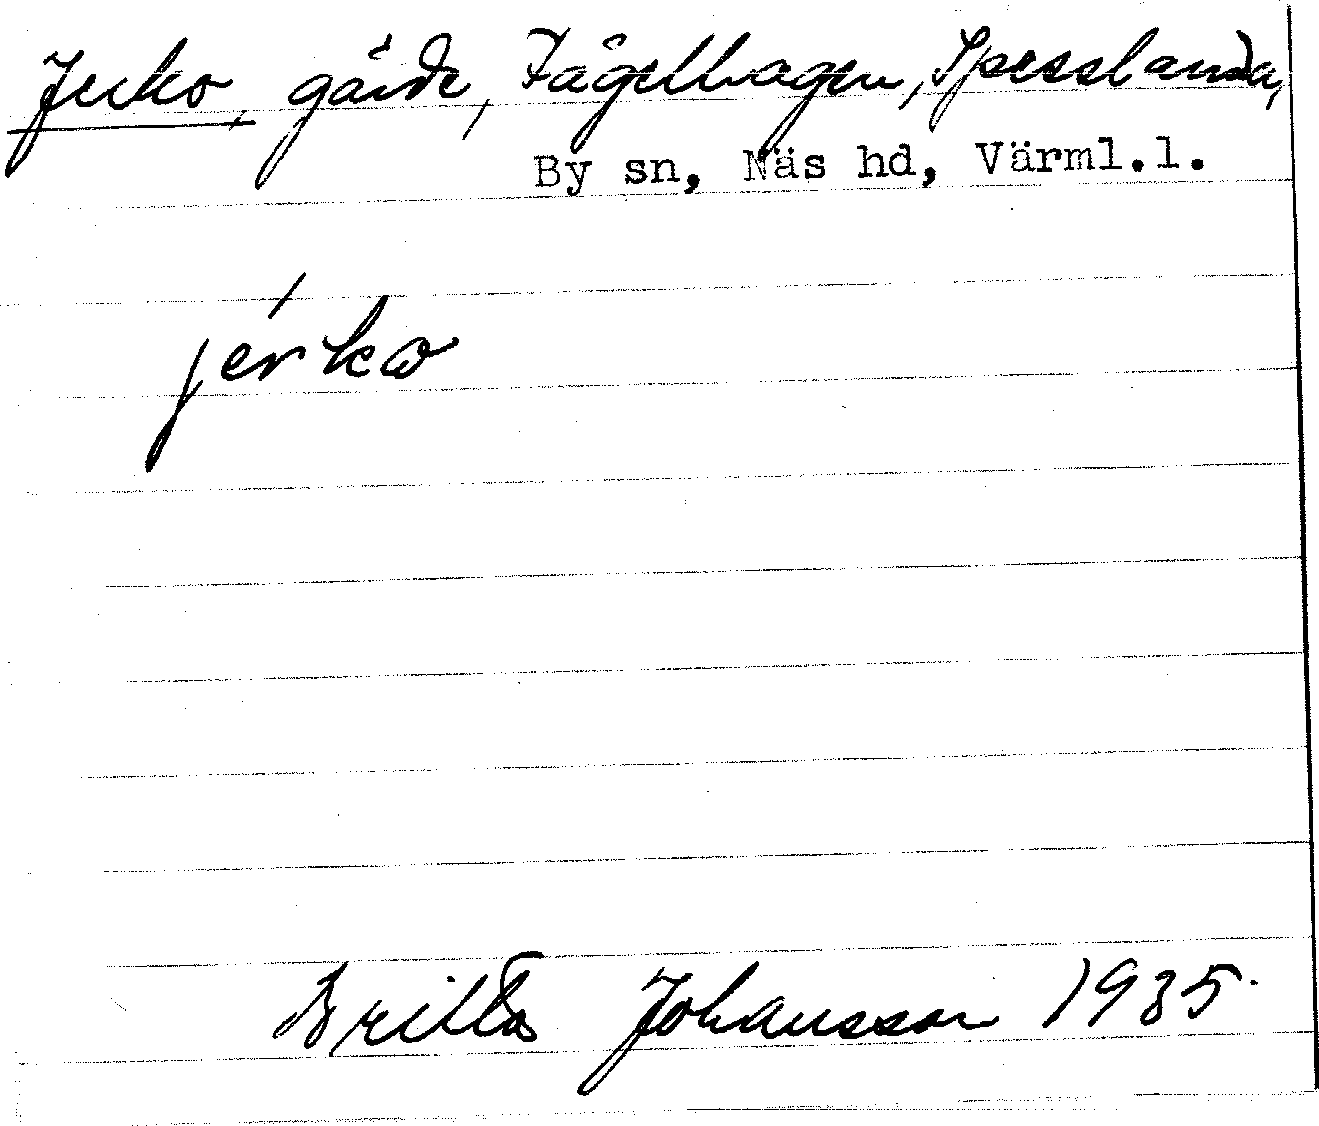 Jerko, gärde, Fågelhagen, Spesslanda,
By sn, Näs hd, Värml.l.
jérko
Britta Johansson 1935.